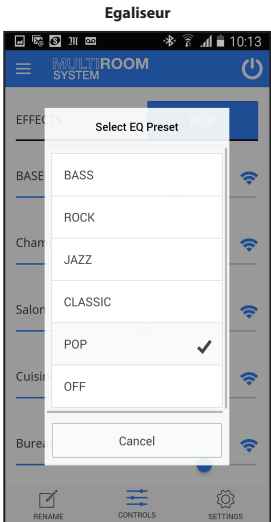 Egaliseur
10:13
MULTIROOM
SYSTEM
EFFECTS
POP
Select EQ Preset
BASE
BASS
ROCK
Cham
JAZZ
Salon
CLASSIC
POP
Cuisin
OFF
Burea
Cancel
RENAME
CONTROLS
SETTINGS